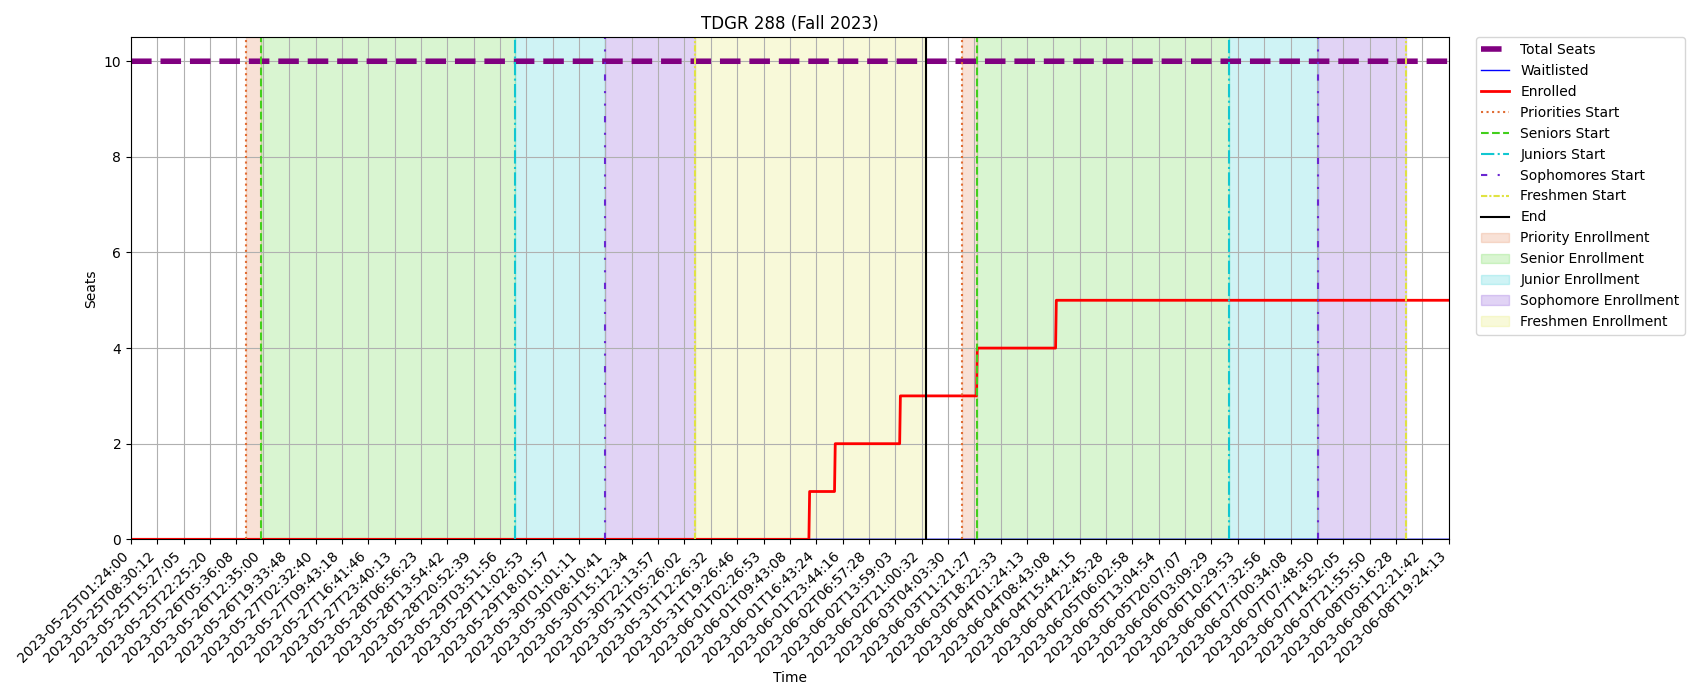 TDGR 288 (Fall 2023)
10
8
6
4
2
0
Seats
2023-05-25T01:24:00
2023-05-25T08:30:12
2023-05-25T15:27:05
2023-05-25T22:25:20
2023-05-26T05:36:08
2023-05-26T12:35:00
2023-05-26T19:33:48
2023-05-27T02:32:40
2023-05-27T09:43:18
2023-05-27T16:41:46
2023-05-27T23:40:13
2023-05-28T06:56:23
2023-05-28T13:54:42
2023-05-28T20:52:39
2023-05-29T03:51:56
2023-05-29T11:02:53
2023-05-29T18:01:57
2023-05-30T01:01:11
2023-05-30T08:10:41
2023-05-30T15:12:34
2023-05-30T22:13:57
2023-05-31T05:26:02
2023-05-31T12:26:32
2023-05-31T19:26:46
2023-06-01T02:26:53
2023-06-01T09:43:08
2023-06-01T16:43:24
2023-06-01T23:44:16
2023-06-02T06:57:28
2023-06-02T13:59:03
2023-06-02T21:00:32
2023-06-03T04:03:30
2023-06-03T11:21:27
2023-06-03T18:22:33
2023-06-04T01:24:13
2023-06-04T08:43:08
2023-06-04T15:44:15
2023-06-04T22:45:28
2023-06-05T06:02:58
2023-06-05T13:04:54
2023-06-05T20:07:07
2023-06-06T03:09:29
2023-06-06T10:29:53
2023-06-06T17:32:56
2023-06-07T00:34:08
2023-06-07T07:48:50
2023-06-07T14:52:05
2023-06-07T21:55:50
2023-06-08T05:16:28
2023-06-08T12:21:42
2023-06-08T19:24:13
Time
Total Seats
Waitlisted
Enrolled
Priorities Start
Seniors Start
Juniors Start
Sophomores Start
Freshmen Start
End
Priority Enrollment
Senior Enrollment
Junior Enrollment
Sophomore Enrollment
Freshmen Enrollment